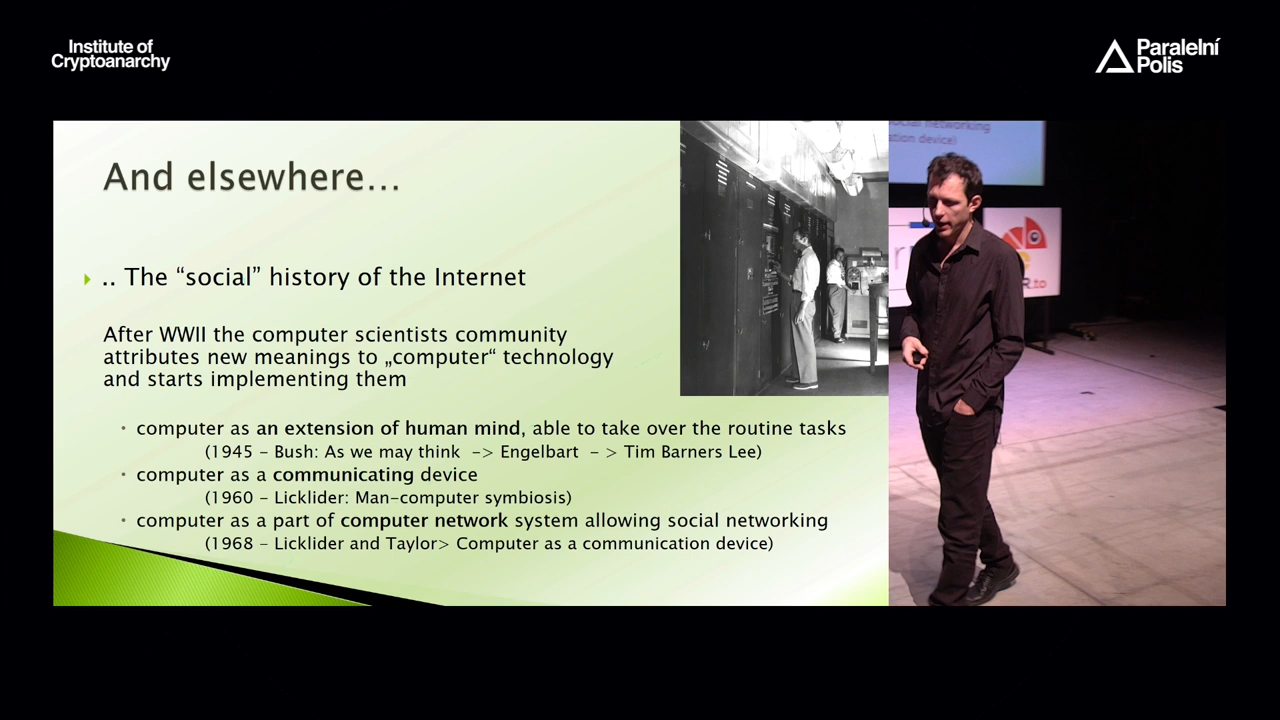 Institute of
Cryptoanarchy
Paralelní
Polis
And elsewhere...
.. The “social” history of the Internet
After WWII the computer scientists community
attributes new meanings to „computer“ technology
and starts implementing them
computer as an extension of human mind, able to take over the routine tasks
(1945 – Bush: As we may think –> Engelbart – > Tim Barners Lee)
computer as a communicating device
(1960 – Licklider: Man-computer symbiosis)
computer as a part of computer network system allowing social networking
(1968 – Licklider and Taylor> Computer as a communication device)
networking
device)
.to